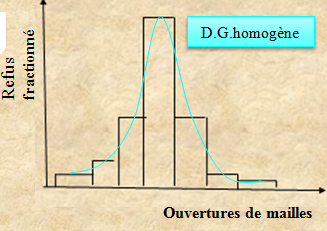 D.G.homogène
Refus
fractionné
Ouvertures de mailles